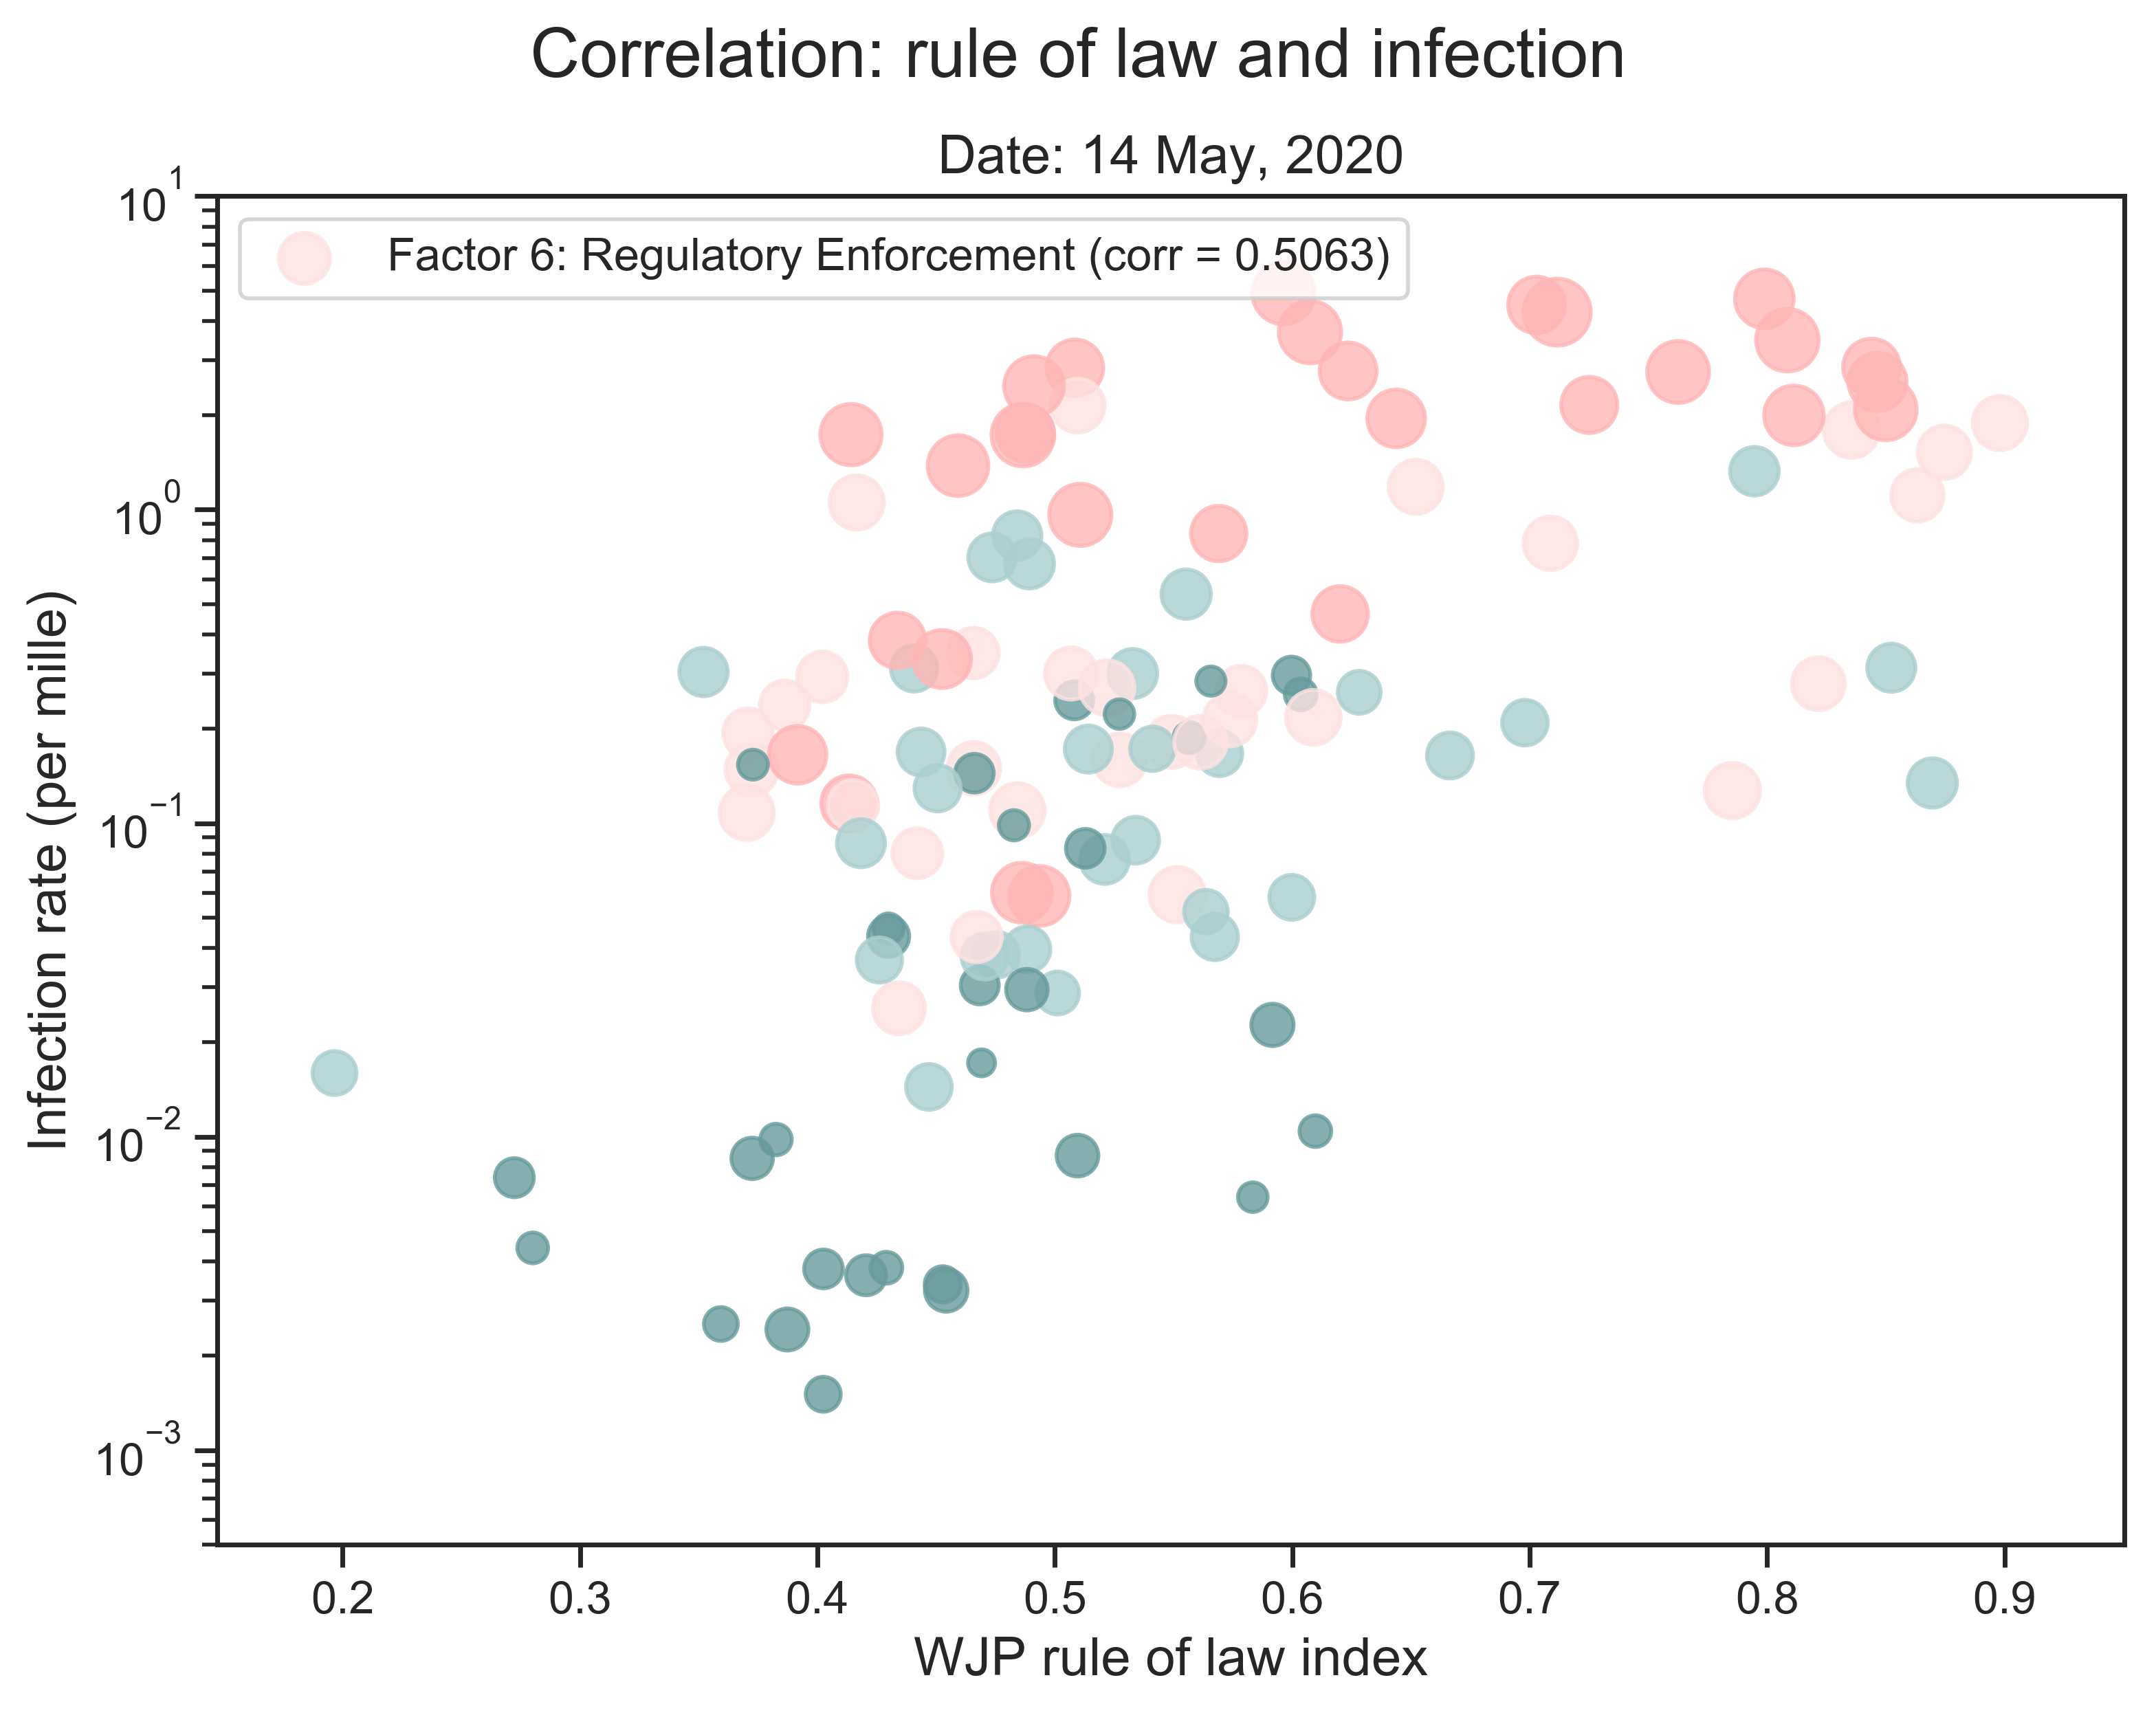 Correlation: rule of law and infection
Date: 14 May, 2020
Factor 6: Regulatory Enforcement (corr = 0.5063)
Infection rate (per mille)
10^1
10^0
10^−1
10^−2
10^−3
0.2 0.3 0.4 0.5 0.6 0.7 0.8 0.9
WJP rule of law index